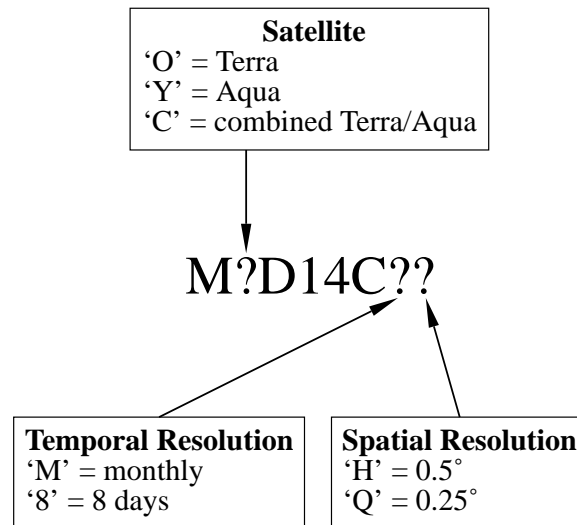 Satellite
‘O’ = Terra
‘Y’ = Aqua
‘C’ = combined Terra/Aqua
M?D14C??
Temporal Resolution
‘M’ = monthly
‘8’ = 8 days
Spatial Resolution
‘H’ = 0.5°
‘Q’ = 0.25°